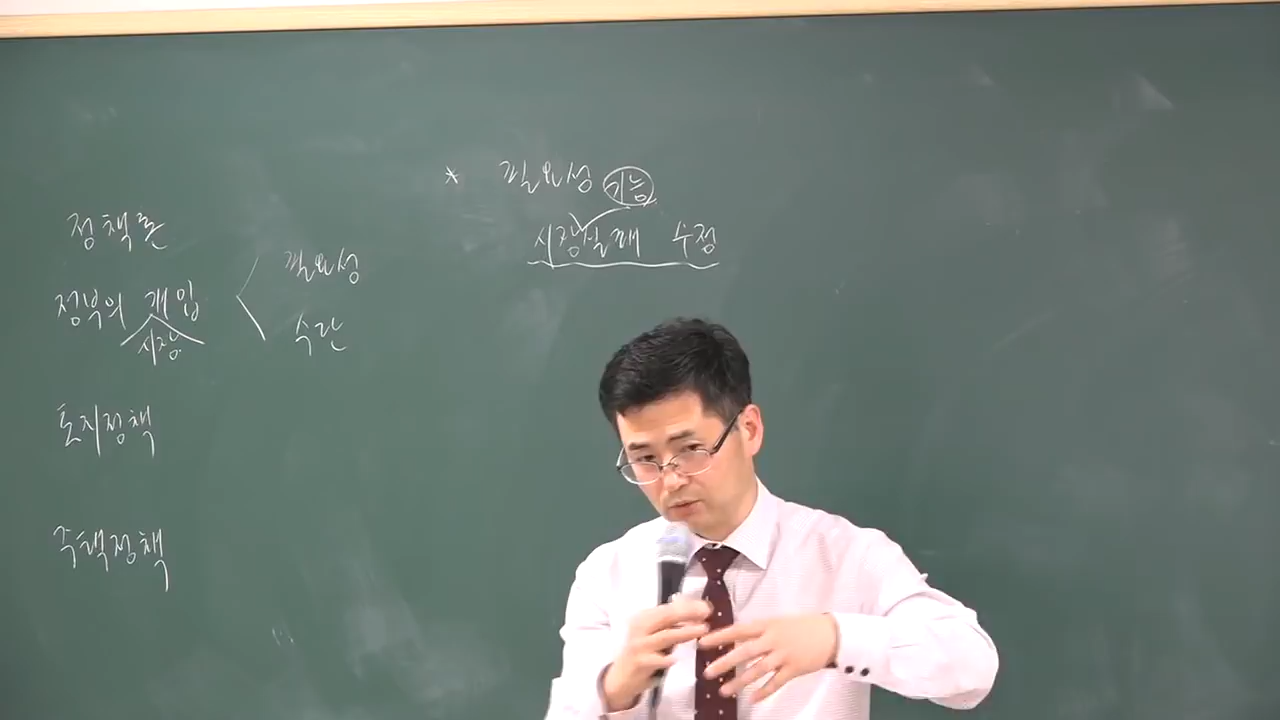 정책론
정부의 개입
시장
필요성
수단
토지정책
주택정책
* 필요성 기능
시장실패 수정